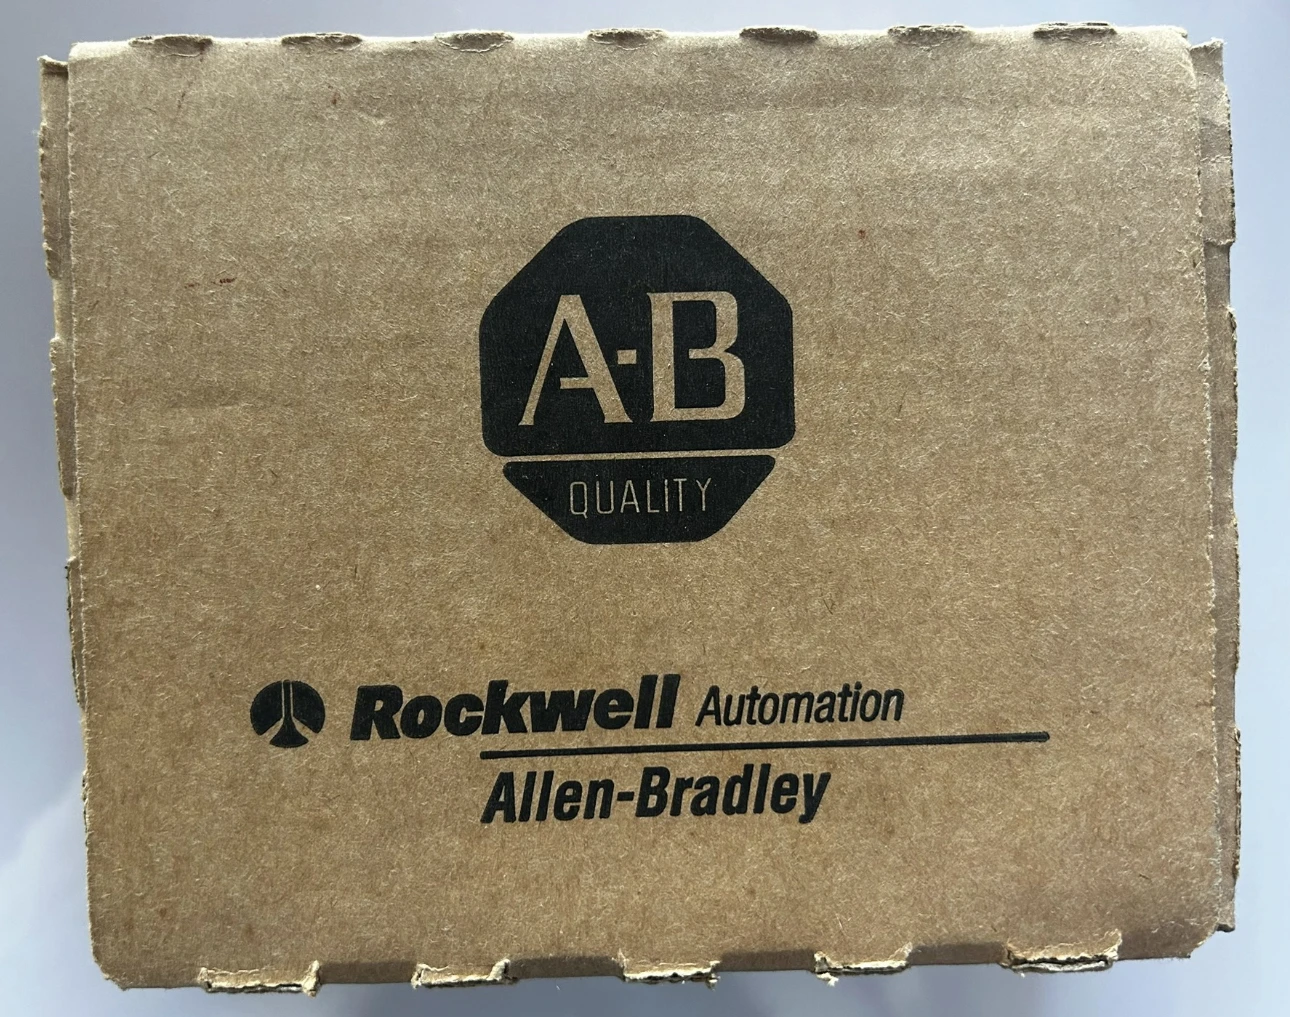 A-B
QUALITY
Rockwell Automation
Allen-Bradley